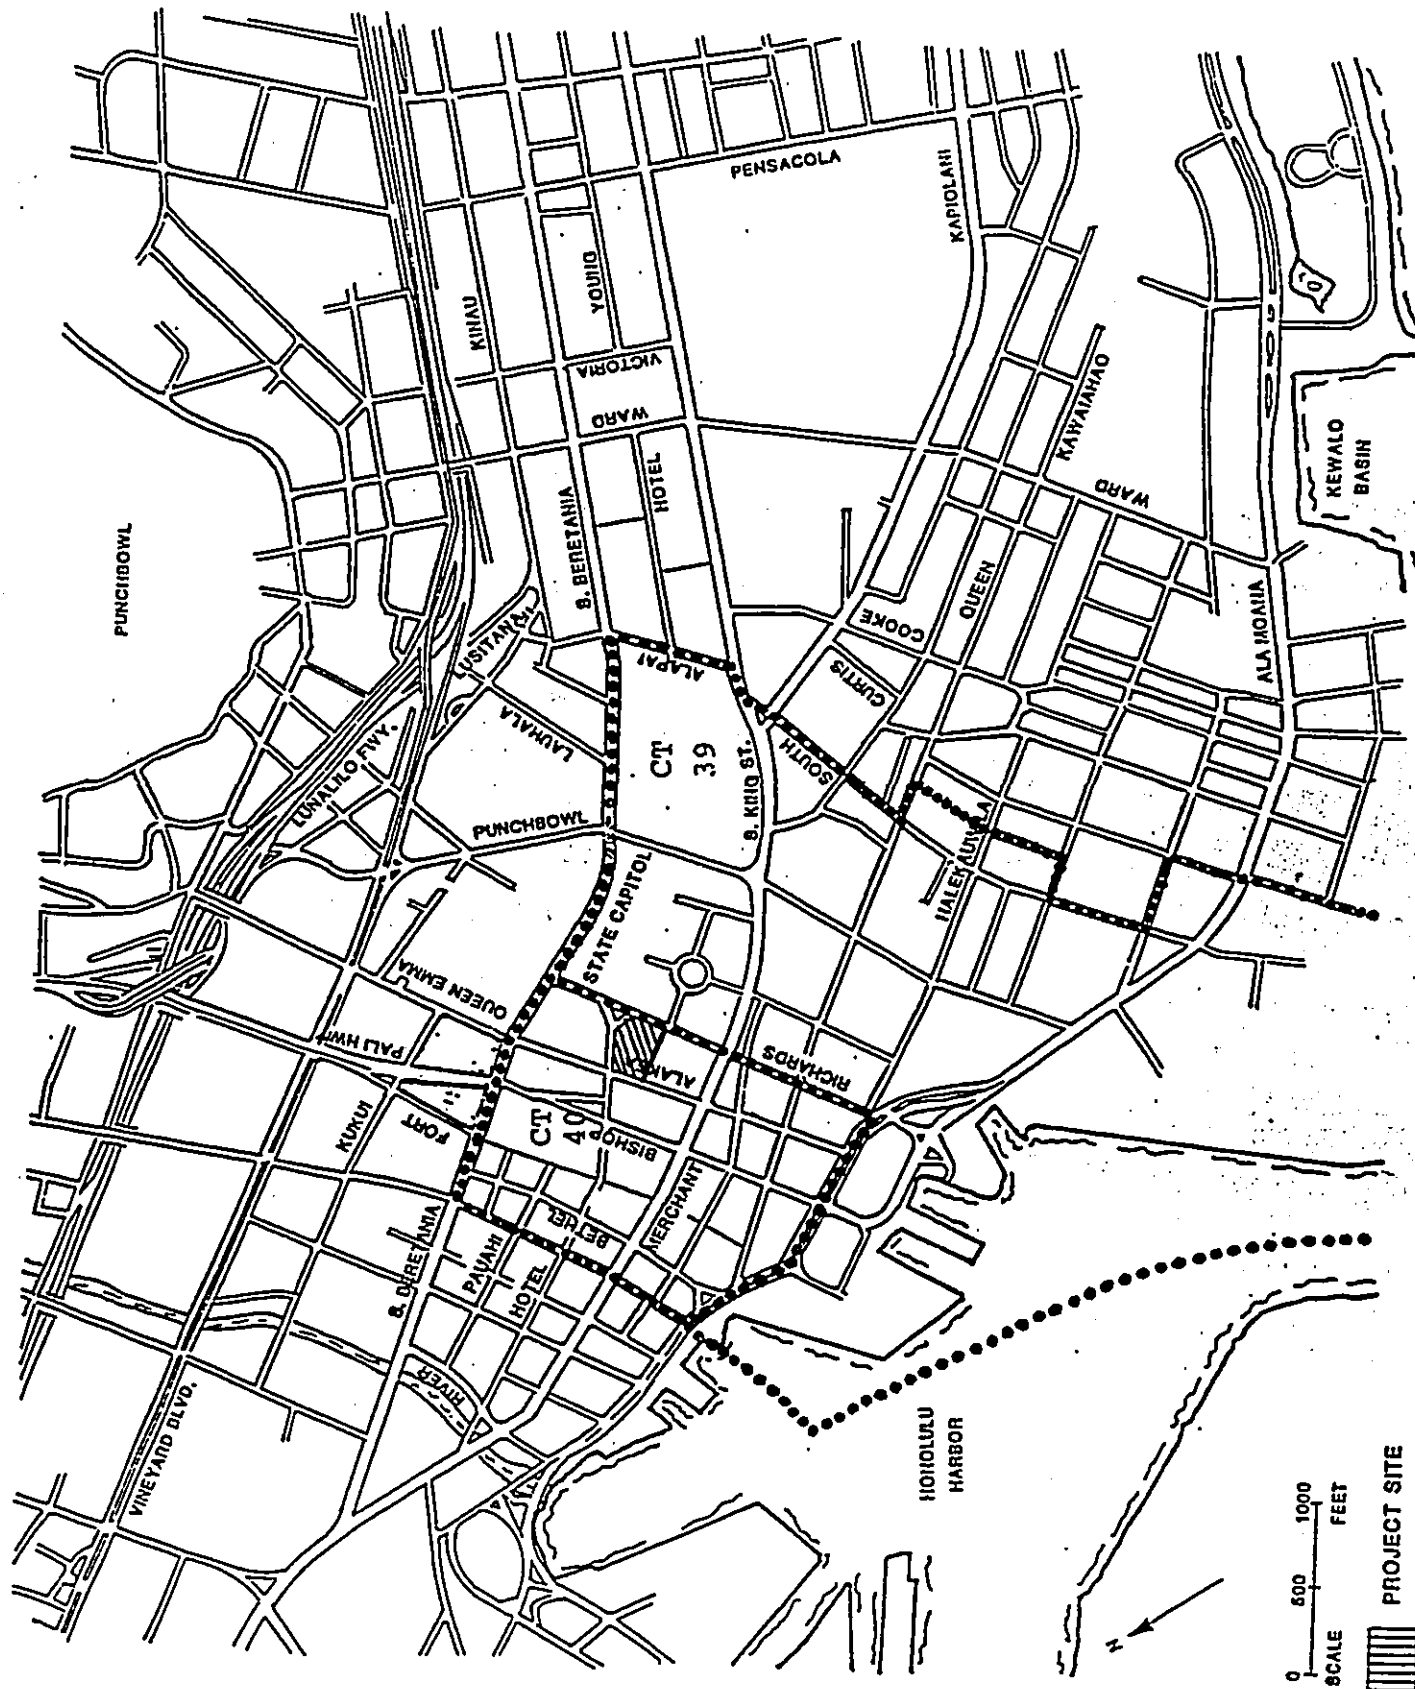 PUNCHBOWL
PENSACOLA
KAPIOLANI
KINAU
YOUNG
VICTORIA
WARD
HOTEL
S. BERETANIA
KAWAIAHAO
WARD
KEWALO
BASIN
ALA MOANA
QUEEN
COOKE
CURTIS
LUSITANA
ALAPAI
LAUHALA
LUNALILO FWY.
CT
39
SOUTH
S. KING ST.
PUNCHBOWL
HALEKAUWILA
STATE CAPITOL
QUEEN EMMA
PALI HWY
RICHARDS
ALAKEA
KUKUI
FORT
CT
40
BISHOP
MERCHANT
BETHEL
S. BERETANIA
PAUAHI
HOTEL
RIVER
VINEYARD BLVD.
HONOLULU
HARBOR
N
0 500 1000
SCALE FEET
PROJECT SITE